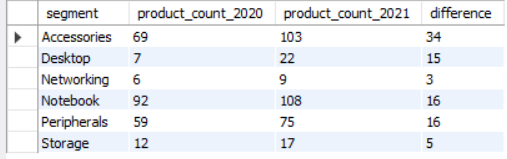 segment product_count_2020 product_count_2021 difference
Accessories 69 103 34
Desktop 7 22 15
Networking 6 9 3
Notebook 92 108 16
Peripherals 59 75 16
Storage 12 17 5